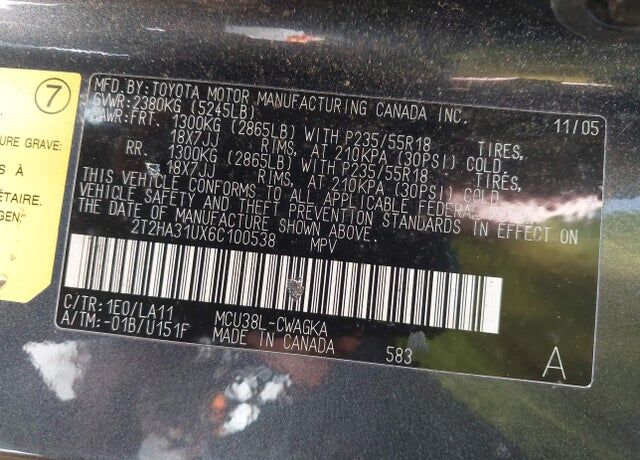 7
URE GRAVE:
S À
ÉTAIRE.
GEN.
MFD.BY:TOYOTA MOTOR MANUFACTURING CANADA INC. 11/05
GVWR:2380KG (5245LB)
GAWR:FRT. 1300KG (2865LB) WITH P235/55R18 TIRES,
18X7JJ RIMS, AT 210KPA (30PSI) COLD.
RR. 1300KG (2865LB) WITH P235/55R18 TIRES,
18X7JJ RIMS, AT 210KPA (30PSI) COLD.
THIS VEHICLE CONFORMS TO ALL APPLICABLE FEDERAL MOTOR
VEHICLE SAFETY AND THEFT PREVENTION STANDARDS IN EFFECT ON
THE DATE OF MANUFACTURE SHOWN ABOVE.
2T2HA31UX6C100538 MPV
C/TR:1E0/LA11 MCU38L-CWAGKA
A/TM:-01B/U151F MADE IN CANADA 583 A